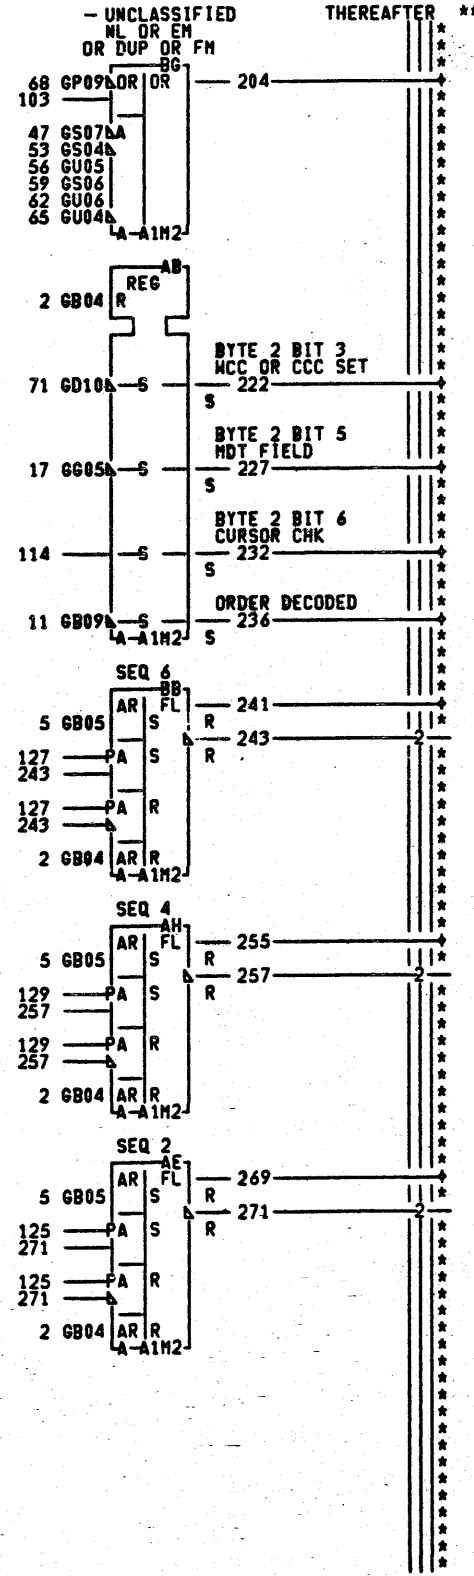 - UNCLASSIFIED THEREAFTER **
NL OR EM
OR DUP OR FM
BG
68 GP09 OR OR 204
103
47 GS07 A
53 GS04
56 GU05
59 GS06
62 GU06
65 GU04
A-A1M2
AB
REG
2 GB04 R
BYTE 2 BIT 3
WCC OR CCC SET
71 GD10 S 222
S
BYTE 2 BIT 5
MDT FIELD
17 GG05 S 227
S
BYTE 2 BIT 6
CURSOR CHK
114 S 232
S
ORDER DECODED
11 GB09 S 236
A-A1M2 S
SEQ 6
BB
AR FL 241
5 GB05 S R
243 2
127 PA S R
243
127 PA R
243
2 GB04 AR R
A-A1M2
SEQ 4
AH
AR FL 255
5 GB05 S R
257 2
129 PA S R
257
129 PA R
257
2 GB04 AR R
A-A1M2
SEQ 2
AE
AR FL 269
5 GB05 S R
271 2
125 PA S R
271
125 PA R
271
2 GB04 AR R
A-A1M2